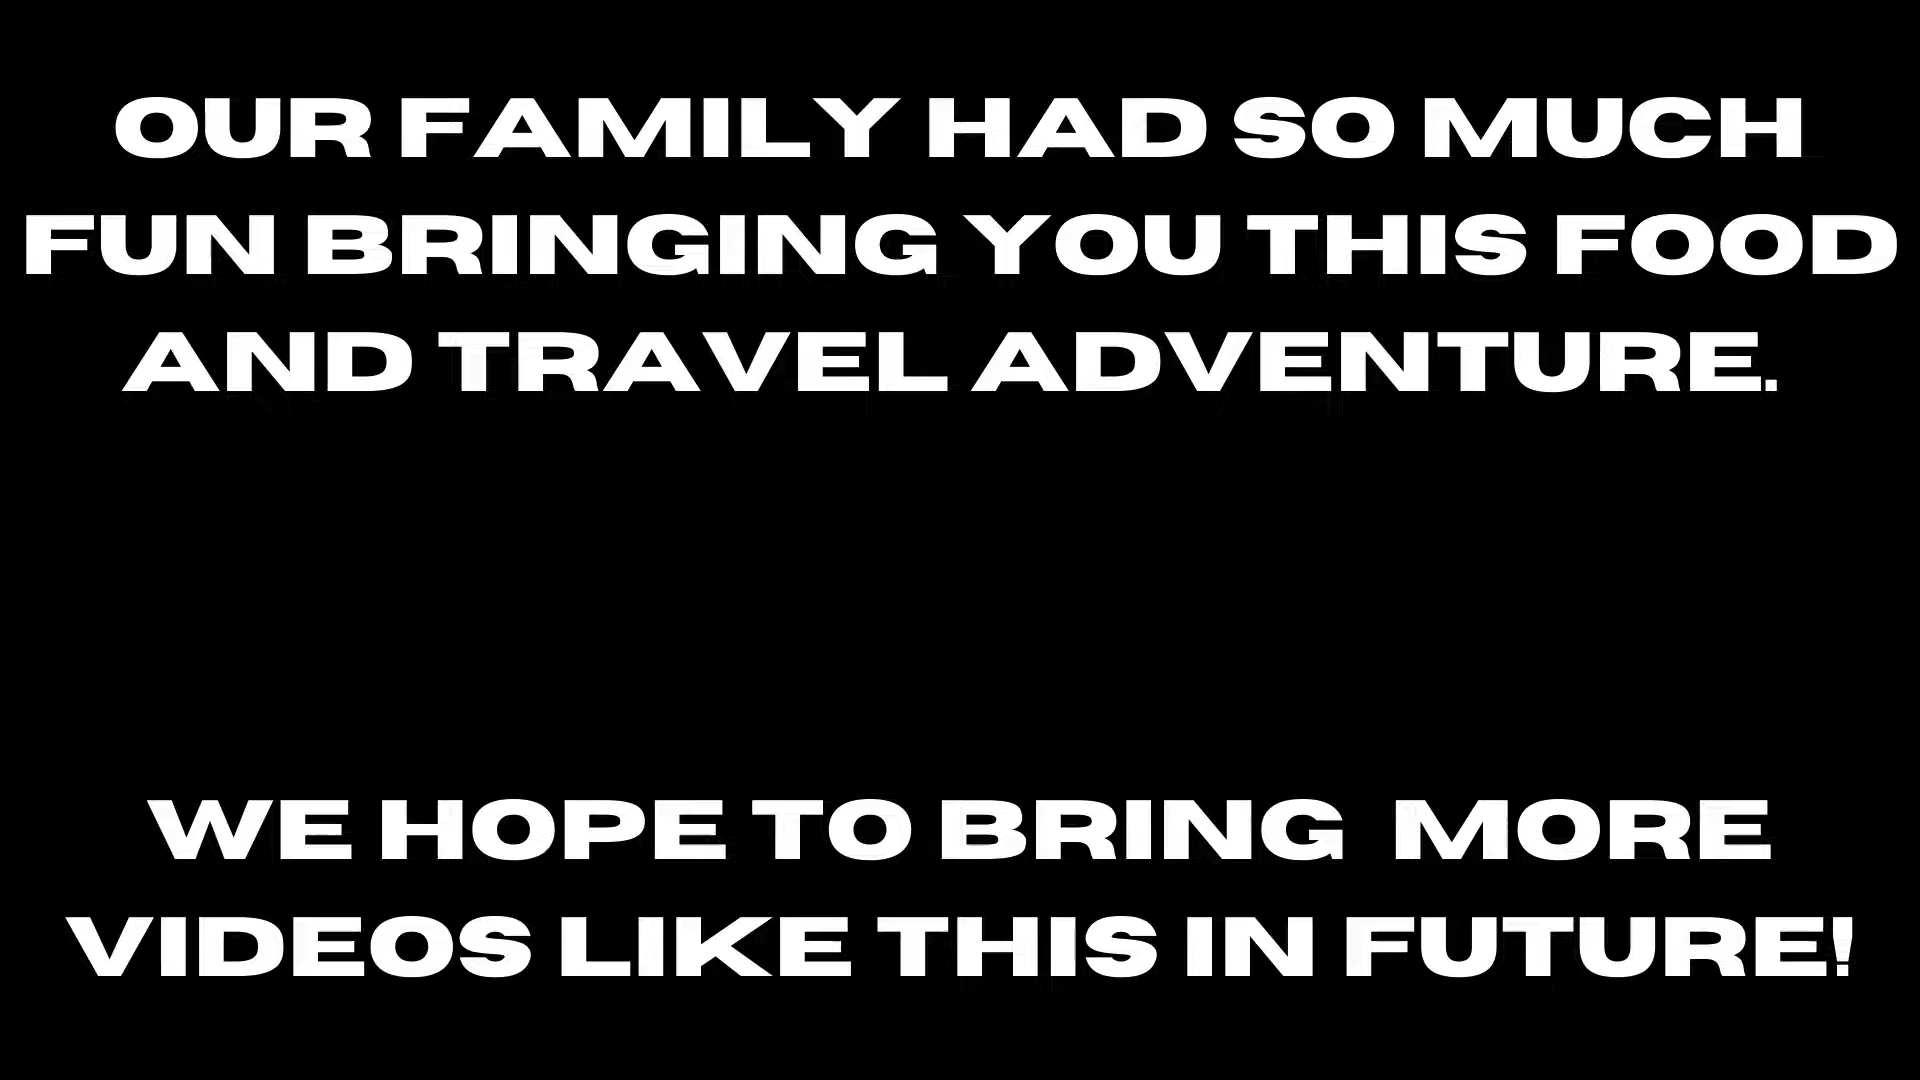 OUR FAMILY HAD SO MUCH
FUN BRINGING YOU THIS FOOD
AND TRAVEL ADVENTURE.
WE HOPE TO BRING MORE
VIDEOS LIKE THIS IN FUTURE!